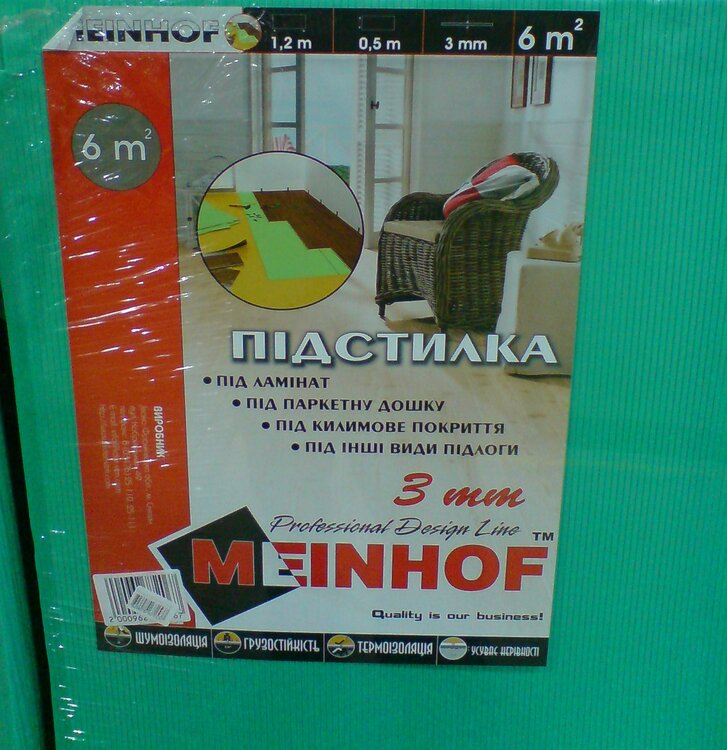 MEINHOF 1,2 m 0,5 m 3 mm 6 m²
6 m²
ПІДСТИЛКА
• ПІД ЛАМІНАТ
• ПІД ПАРКЕТНУ ДОШКУ
• ПІД КИЛИМОВЕ ПОКРИТТЯ
• ПІД ІНШІ ВИДИ ПІДЛОГИ
3 mm
Professional Design Line
MEINHOF™
Quality is our business!
ВИРОБНИК
ШУМОІЗОЛЯЦІЯ ГРУЗОСТІЙКІСТЬ ТЕРМОІЗОЛЯЦІЯ УСУВАЄ НЕРІВНОСТІ